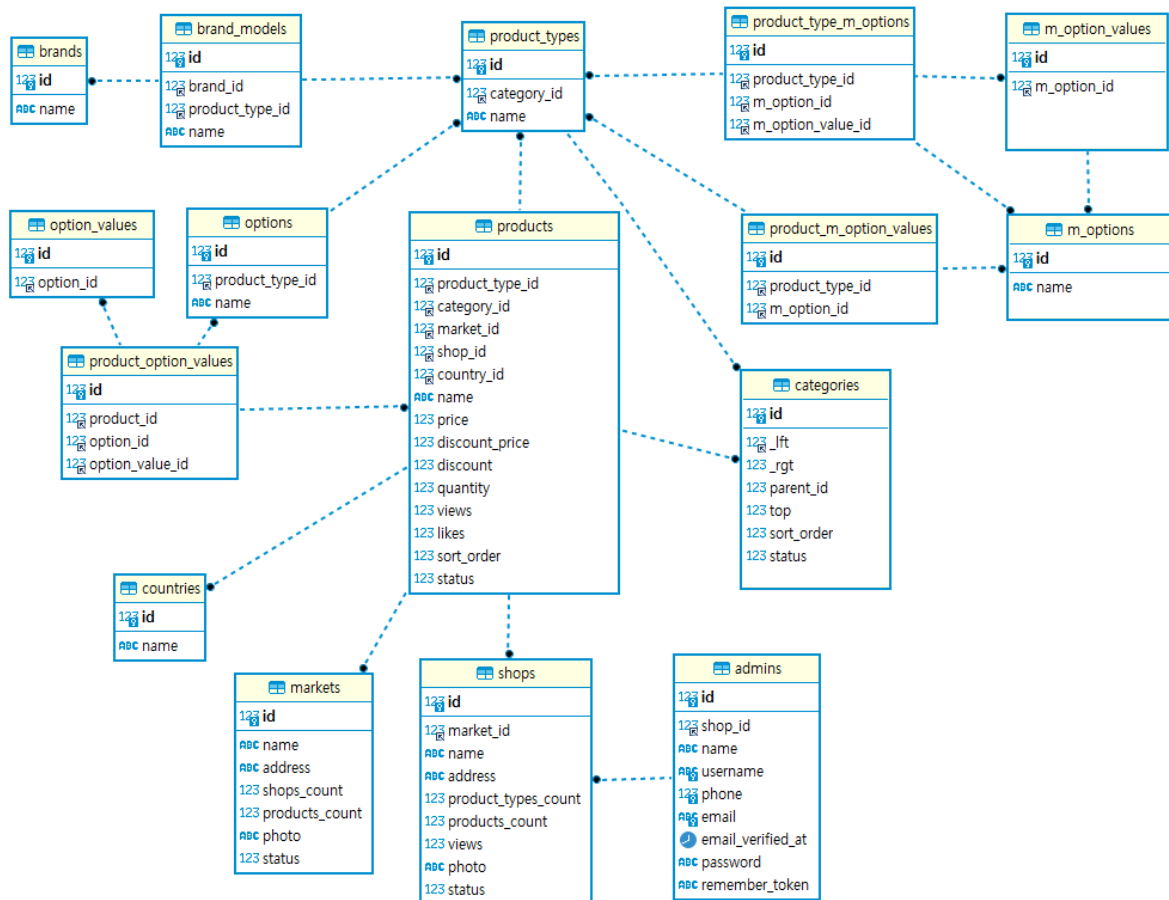 brands
id
name
brand_models
id
brand_id
product_type_id
name
product_types
id
category_id
name
product_type_m_options
id
product_type_id
m_option_id
m_option_value_id
m_option_values
id
m_option_id
option_values
id
option_id
options
id
product_type_id
name
products
id
product_type_id
category_id
market_id
shop_id
country_id
name
price
discount_price
discount
quantity
views
likes
sort_order
status
product_m_option_values
id
product_type_id
m_option_id
m_options
id
name
product_option_values
id
product_id
option_id
option_value_id
categories
id
_lft
_rgt
parent_id
top
sort_order
status
countries
id
name
markets
id
name
address
shops_count
products_count
photo
status
shops
id
market_id
name
address
product_types_count
products_count
views
photo
status
admins
id
shop_id
name
username
phone
email
email_verified_at
password
remember_token